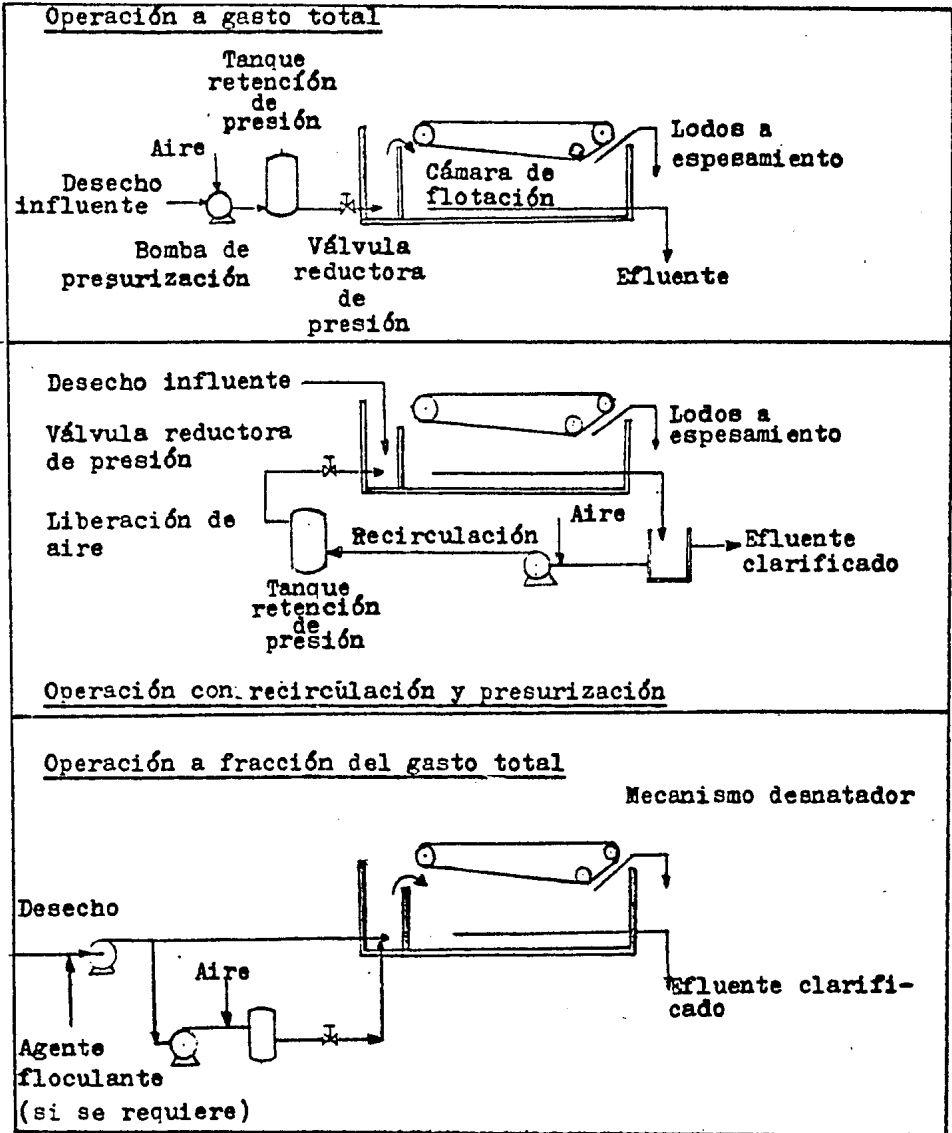 Operación a gasto total
Tanque
retención
de
presión
Aire
Desecho
influente
Bomba de
presurización
Válvula
reductora
de
presión
Cámara de
flotación
Lodos a
espesamiento
Efluente
Desecho influente
Válvula reductora
de presión
Liberación de
aire
Tanque
retención
de
presión
Recirculación
Aire
Lodos a
espesamiento
Efluente
clarificado
Operación con recirculación y presurización
Operación a fracción del gasto total
Mecanismo desnatador
Desecho
Aire
Agente
floculante
(si se requiere)
Efluente clarifi-
cado